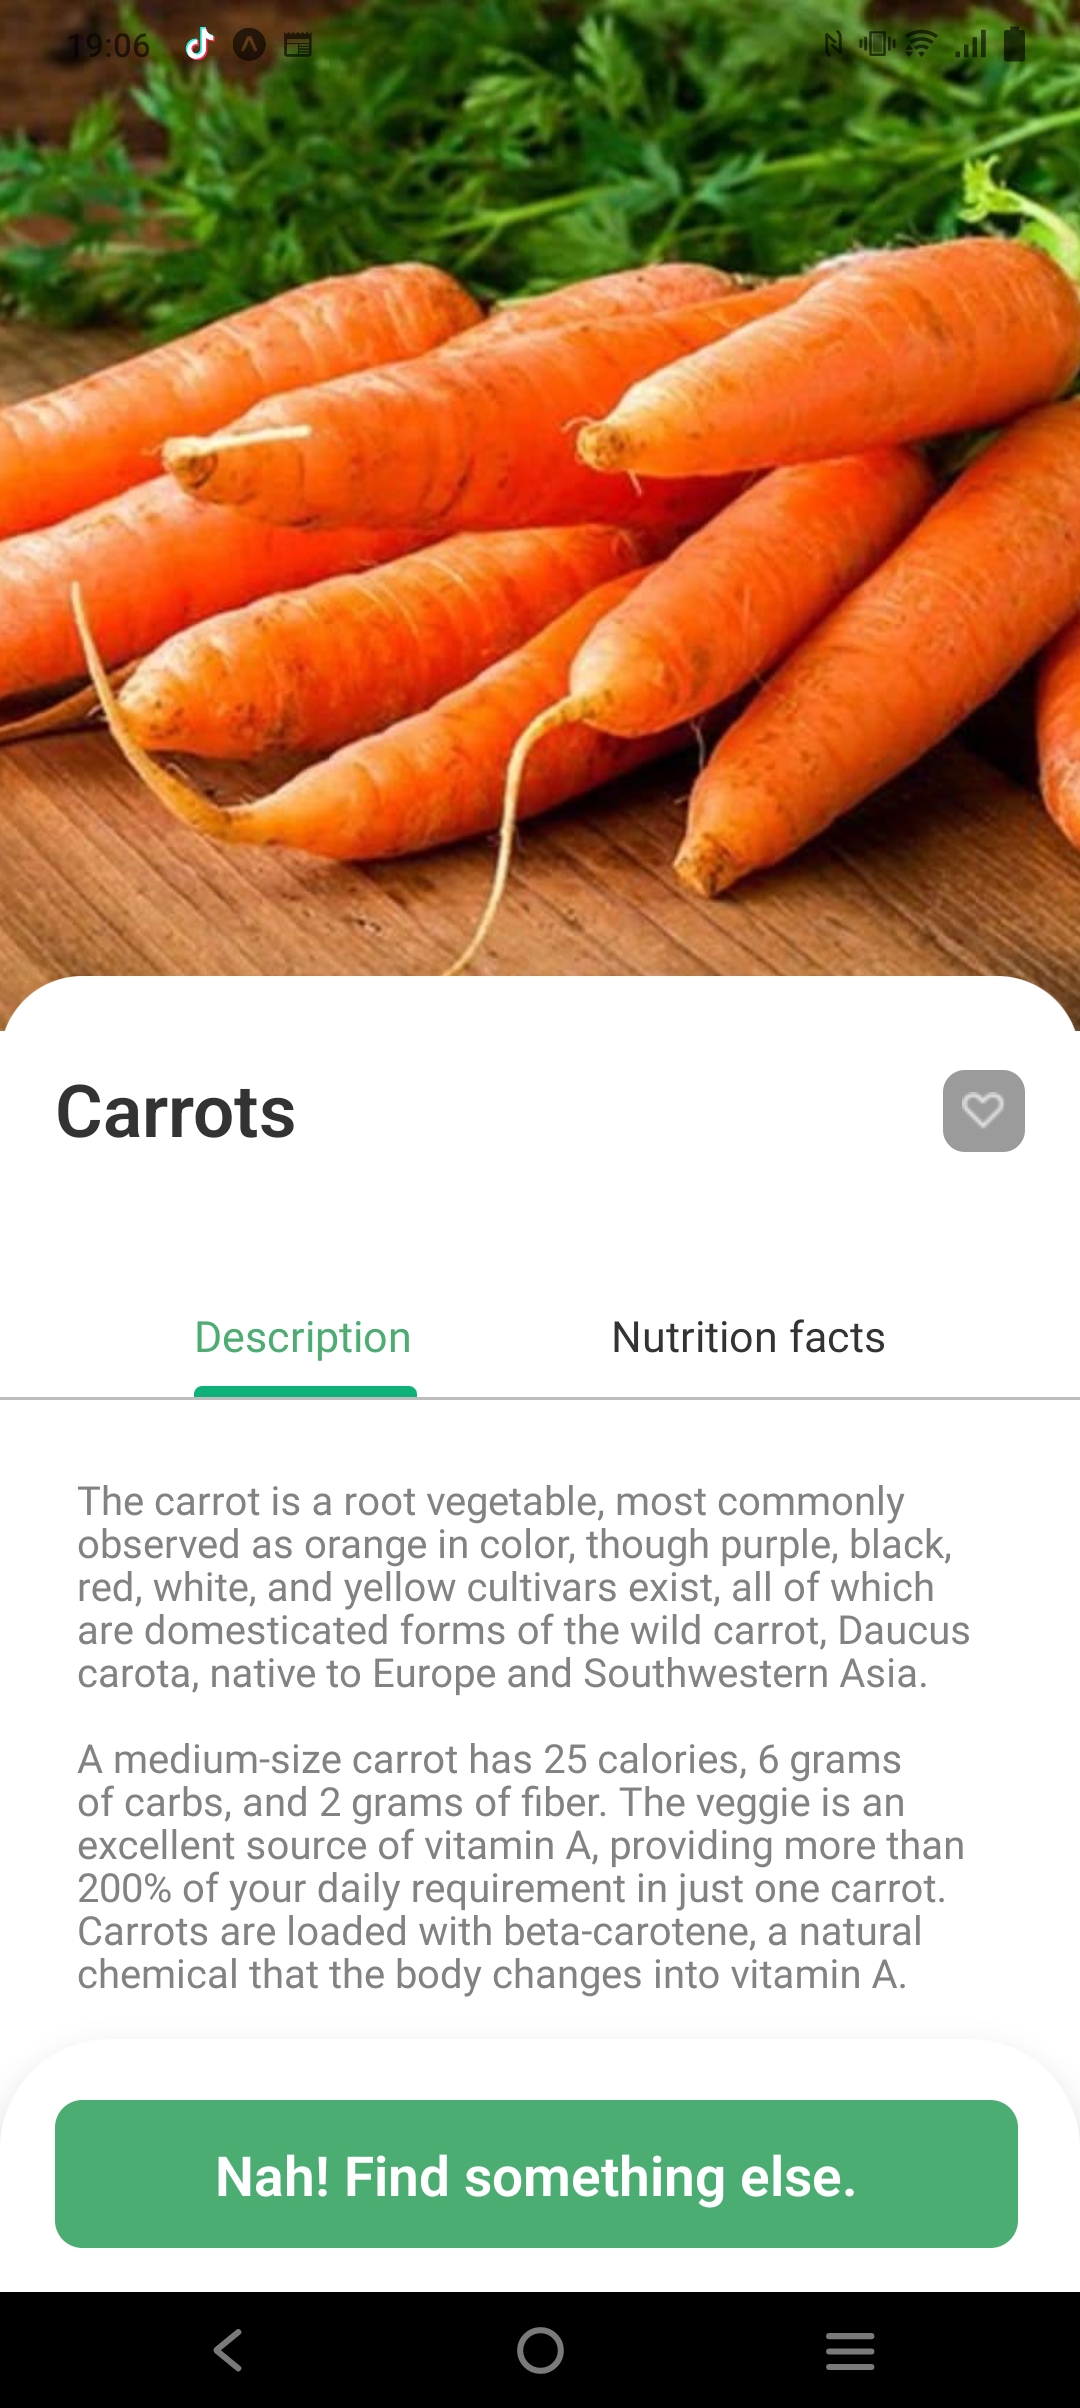 19:06
Carrots
Description
Nutrition facts
The carrot is a root vegetable, most commonly
observed as orange in color, though purple, black,
red, white, and yellow cultivars exist, all of which
are domesticated forms of the wild carrot, Daucus
carota, native to Europe and Southwestern Asia.
A medium-size carrot has 25 calories, 6 grams
of carbs, and 2 grams of fiber. The veggie is an
excellent source of vitamin A, providing more than
200% of your daily requirement in just one carrot.
Carrots are loaded with beta-carotene, a natural
chemical that the body changes into vitamin A.
Nah! Find something else.